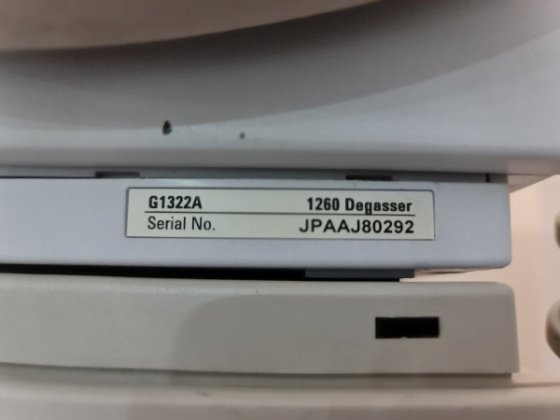 G1322A 1260 Degasser
Serial No. JPAAJ80292